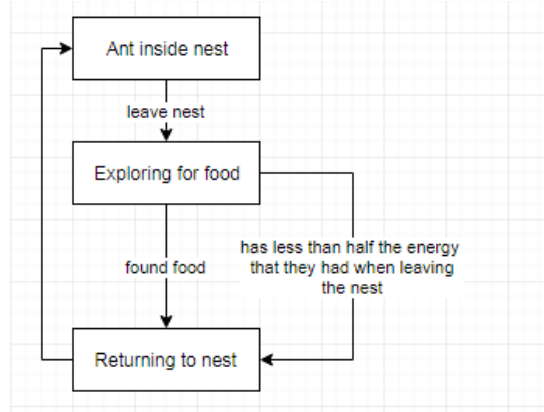 Ant inside nest
leave nest
Exploring for food
has less than half the energy
that they had when leaving
the nest
found food
Returning to nest